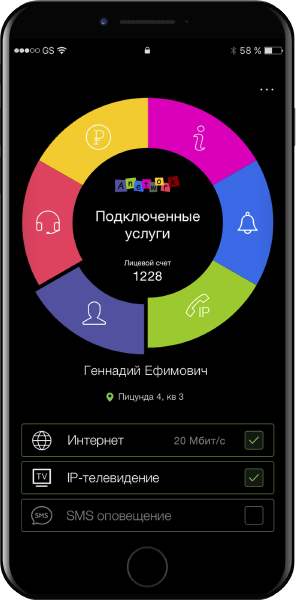 GS 58 %
Anetwork
Подключенные
услуги
Лицевой счет
1228
IP
Геннадий Ефимович
Пицунда 4, кв 3
Интернет 20 Мбит/с
TV IP-телевидение
SMS SMS оповещение